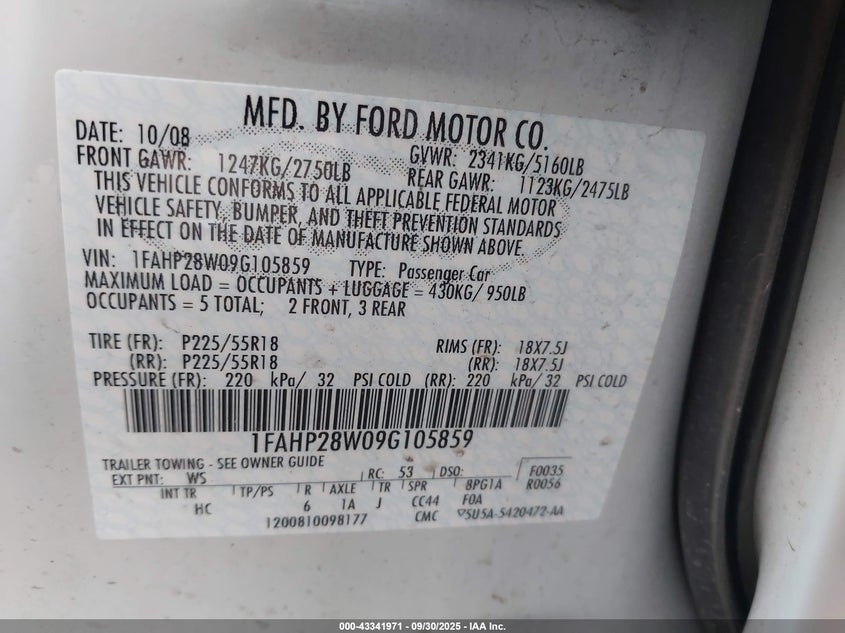 MFD. BY FORD MOTOR CO.
DATE: 10/08 GVWR: 2341KG/5160LB
FRONT GAWR: 1247KG/2750LB REAR GAWR: 1123KG/2475LB
THIS VEHICLE CONFORMS TO ALL APPLICABLE FEDERAL MOTOR
VEHICLE SAFETY, BUMPER, AND THEFT PREVENTION STANDARDS
IN EFFECT ON THE DATE OF MANUFACTURE SHOWN ABOVE.
VIN: 1FAHP28W09G105859 TYPE: Passenger Car
MAXIMUM LOAD = OCCUPANTS + LUGGAGE = 430KG/ 950LB
OCCUPANTS = 5 TOTAL; 2 FRONT, 3 REAR
TIRE (FR): P225/55R18 RIMS (FR): 18X7.5J
(RR): P225/55R18 (RR): 18X7.5J
PRESSURE (FR): 220 kPa/ 32 PSI COLD (RR): 220 kPa/ 32 PSI COLD
1FAHP28W09G105859
TRAILER TOWING - SEE OWNER GUIDE
EXT PNT: WS RC: 53 DSO: F0035
R0056
INT TR TP/PS R AXLE TR SPR 8PG1A
HC 6 1A J CC44 F0A
1200810098177 CMC 5U5A-5420472-AA
000-43341971 - 09/30/2025 - IAA Inc.